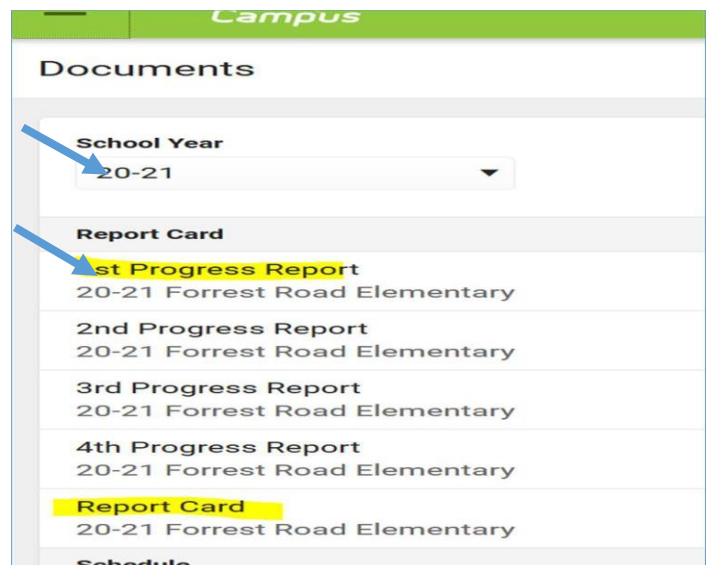 Campus
Documents
School Year
20-21
Report Card
1st Progress Report
20-21 Forrest Road Elementary
2nd Progress Report
20-21 Forrest Road Elementary
3rd Progress Report
20-21 Forrest Road Elementary
4th Progress Report
20-21 Forrest Road Elementary
Report Card
20-21 Forrest Road Elementary
Schedule